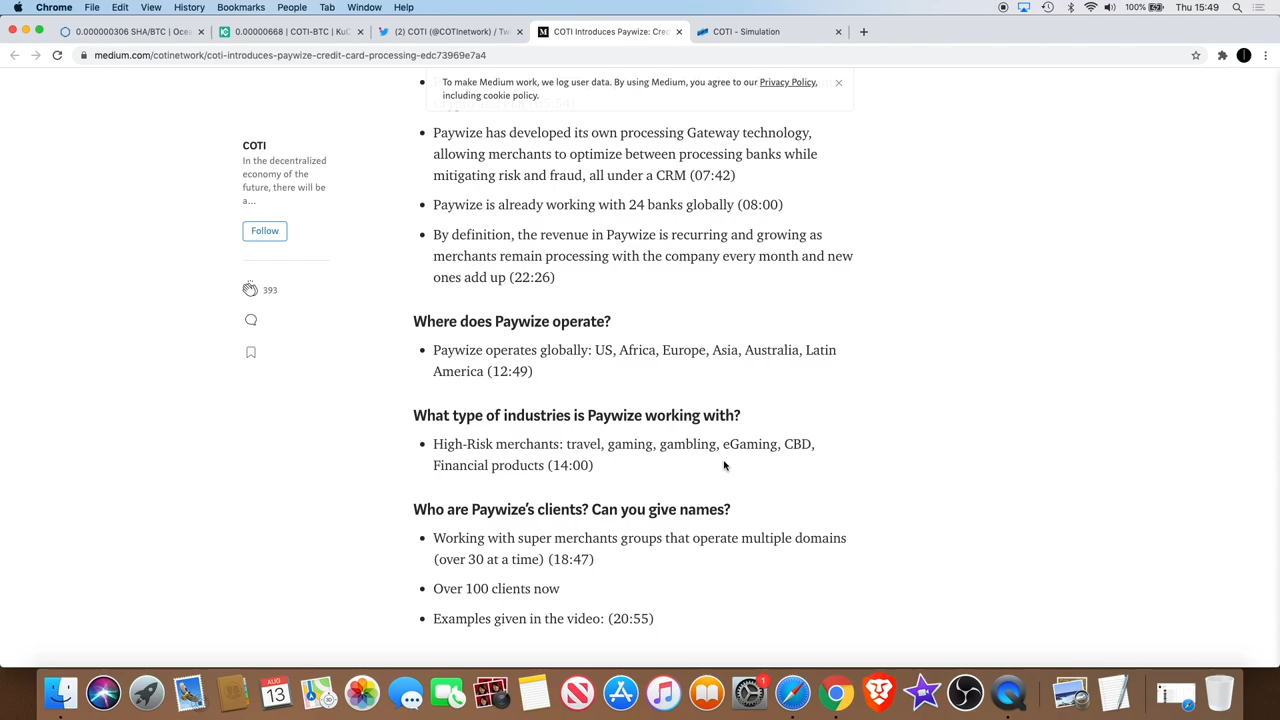 Chrome File Edit View History Bookmarks People Tab Window Help 100% Thu 15:49
0.000000306 SHA/BTC | Ocea 0.00000668 | COTI-BTC | KuC (2) COTI (@COTInetwork) / Tw COTI Introduces Paywize: Cred COTI - Simulation
medium.com/cotinetwork/coti-introduces-paywize-credit-card-processing-edc73969e7a4
To make Medium work, we log user data. By using Medium, you agree to our Privacy Policy,
including cookie policy.
COTI
In the decentralized
economy of the
future, there will be
a...
Follow
393
Paywize has developed its own processing Gateway technology,
allowing merchants to optimize between processing banks while
mitigating risk and fraud, all under a CRM (07:42)
Paywize is already working with 24 banks globally (08:00)
By definition, the revenue in Paywize is recurring and growing as
merchants remain processing with the company every month and new
ones add up (22:26)
Where does Paywize operate?
Paywize operates globally: US, Africa, Europe, Asia, Australia, Latin
America (12:49)
What type of industries is Paywize working with?
High-Risk merchants: travel, gaming, gambling, eGaming, CBD,
Financial products (14:00)
Who are Paywize's clients? Can you give names?
Working with super merchants groups that operate multiple domains
(over 30 at a time) (18:47)
Over 100 clients now
Examples given in the video: (20:55)
AUG
13
1